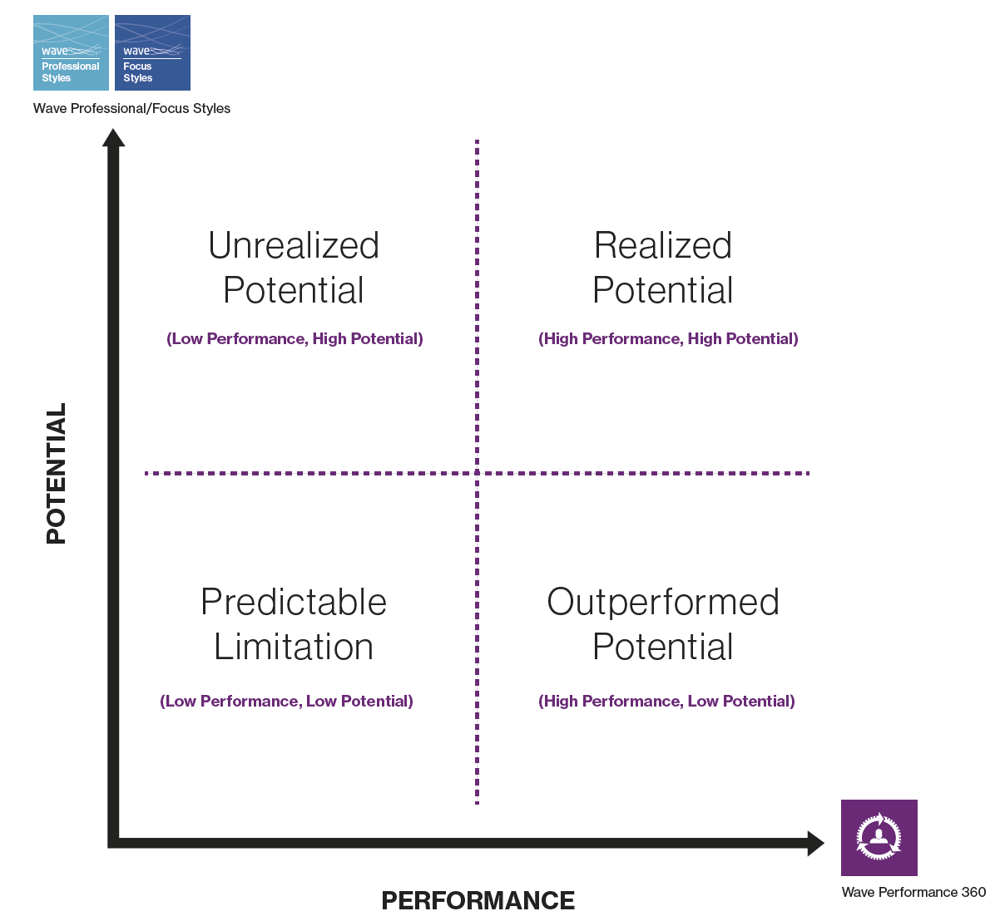 wave
Professional
Styles
wave
Focus
Styles
Wave Professional/Focus Styles
Unrealized
Potential
(Low Performance, High Potential)
Realized
Potential
(High Performance, High Potential)
POTENTIAL
Predictable
Limitation
(Low Performance, Low Potential)
Outperformed
Potential
(High Performance, Low Potential)
PERFORMANCE
Wave Performance 360